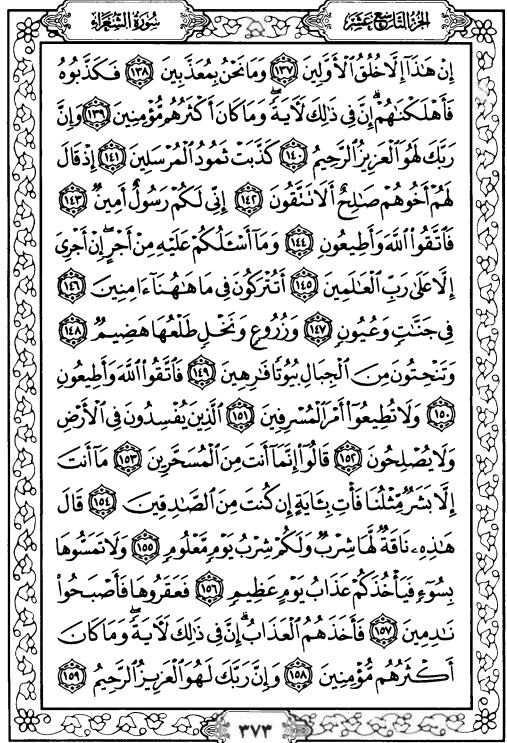 الجزء التاسع عشر
سورة الشعراء
إِنْ هَٰذَآ إِلَّا خُلُقُ ٱلْأَوَّلِينَ ١٣٧ وَمَا نَحْنُ بِمُعَذَّبِينَ ١٣٨ فَكَذَّبُوهُ
فَأَهْلَكْنَٰهُمْ ۗ إِنَّ فِى ذَٰلِكَ لَءَايَةً ۖ وَمَا كَانَ أَكْثَرُهُم مُّؤْمِنِينَ ١٣٩ وَإِنَّ
رَبَّكَ لَهُوَ ٱلْعَزِيزُ ٱلرَّحِيمُ ١٤٠ كَذَّبَتْ ثَمُودُ ٱلْمُرْسَلِينَ ١٤١ إِذْ قَالَ
لَهُمْ أَخُوهُمْ صَٰلِحٌ أَلَا تَتَّقُونَ ١٤٢ إِنِّى لَكُمْ رَسُولٌ أَمِينٌ ١٤٣
فَٱتَّقُوا۟ ٱللَّهَ وَأَطِيعُونِ ١٤٤ وَمَآ أَسْـَٔلُكُمْ عَلَيْهِ مِنْ أَجْرٍ ۖ إِنْ أَجْرِىَ
إِلَّا عَلَىٰ رَبِّ ٱلْعَٰلَمِينَ ١٤٥ أَتُتْرَكُونَ فِى مَا هَٰهُنَآ ءَامِنِينَ ١٤٦
فِى جَنَّٰتٍ وَعُيُونٍ ١٤٧ وَزُرُوعٍ وَنَخْلٍ طَلْعُهَا هَضِيمٌ ١٤٨
وَتَنْحِتُونَ مِنَ ٱلْجِبَالِ بُيُوتًا فَٰرِهِينَ ١٤٩ فَٱتَّقُوا۟ ٱللَّهَ وَأَطِيعُونِ
١٥٠ وَلَا تُطِيعُوٓا۟ أَمْرَ ٱلْمُسْرِفِينَ ١٥١ ٱلَّذِينَ يُفْسِدُونَ فِى ٱلْأَرْضِ
وَلَا يُصْلِحُونَ ١٥٢ قَالُوٓا۟ إِنَّمَآ أَنتَ مِنَ ٱلْمُسَحَّرِينَ ١٥٣ مَآ أَنتَ
إِلَّا بَشَرٌ مِّثْلُنَا فَأْتِ بِـَٔايَةٍ إِن كُنتَ مِنَ ٱلصَّٰدِقِينَ ١٥٤ قَالَ
هَٰذِهِۦ نَاقَةٌ لَّهَا شِرْبٌ وَلَكُمْ شِرْبُ يَوْمٍ مَّعْلُومٍ ١٥٥ وَلَا تَمَسُّوهَا
بِسُوٓءٍ فَيَأْخُذَكُمْ عَذَابُ يَوْمٍ عَظِيمٍ ١٥٦ فَعَقَرُوهَا فَأَصْبَحُوا۟
نَٰدِمِينَ ١٥٧ فَأَخَذَهُمُ ٱلْعَذَابُ ۗ إِنَّ فِى ذَٰلِكَ لَءَايَةً ۖ وَمَا كَانَ
أَكْثَرُهُم مُّؤْمِنِينَ ١٥٨ وَإِنَّ رَبَّكَ لَهُوَ ٱلْعَزِيزُ ٱلرَّحِيمُ ١٥٩
٣٧٣